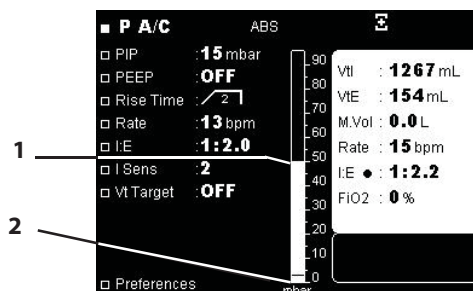 P A/C ABS
PIP :15 mbar
PEEP :OFF
Rise Time : 2
Rate :13 bpm
I:E :1:2.0
I Sens :2
Vt Target :OFF
Preferences
90
80
70
60
50
40
30
20
10
0
mbar
VtI : 1267 mL
VtE : 154 mL
M.Vol : 0.0 L
Rate : 15 bpm
I:E ● : 1:2.2
FiO2 : 0 %
1
2